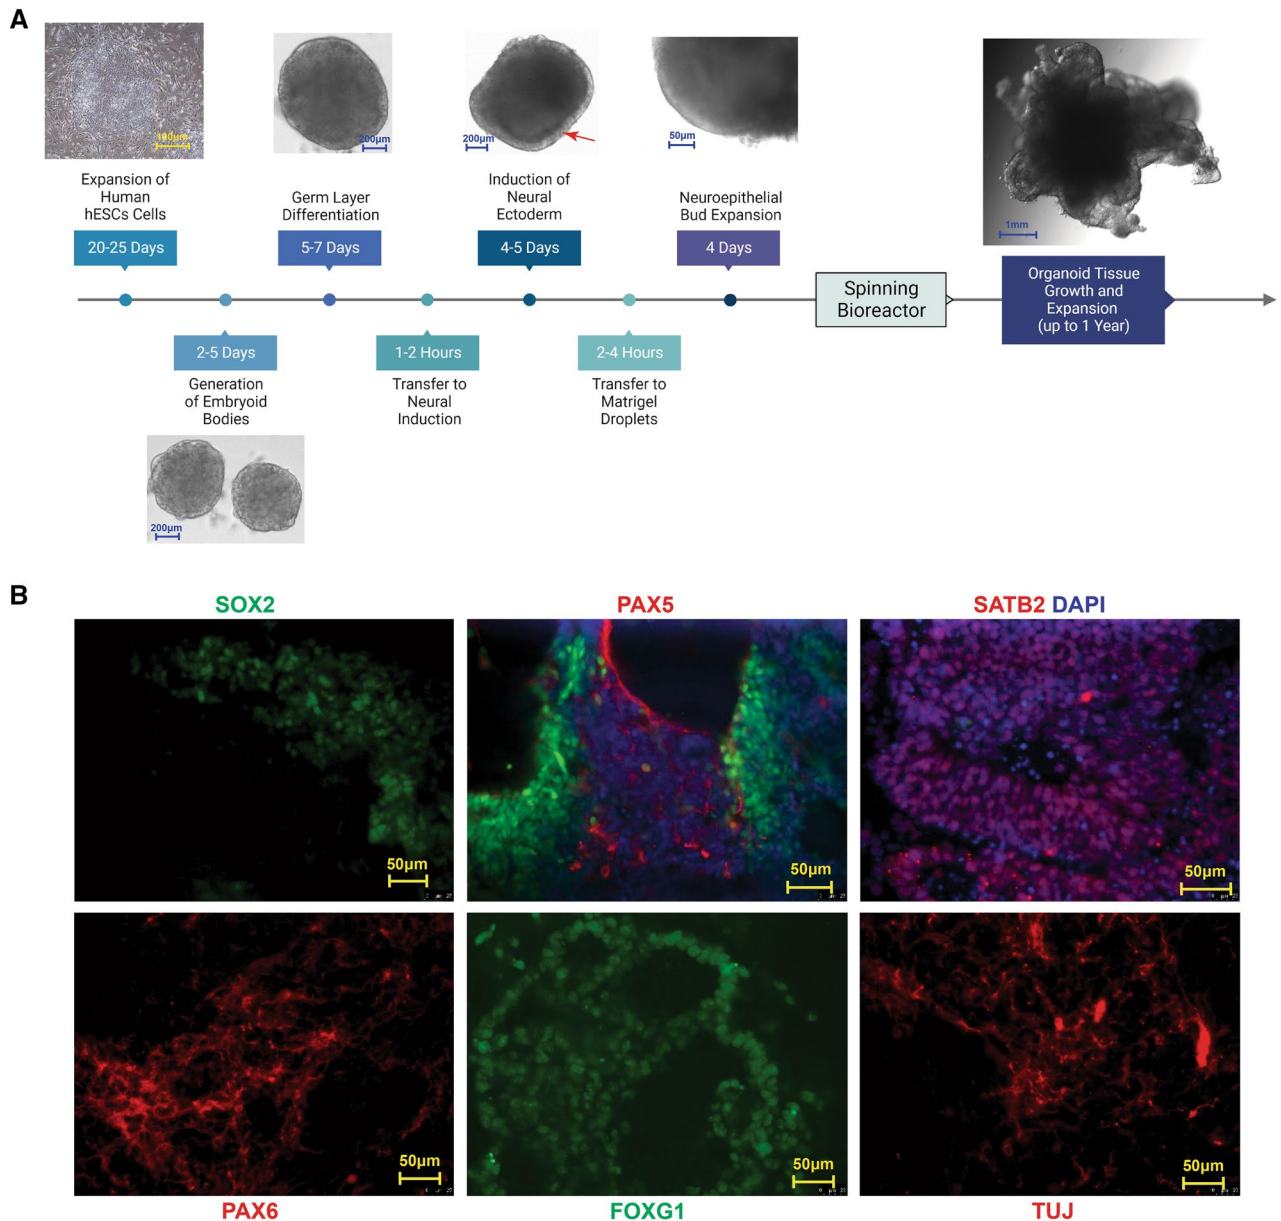 A
100µm
200µm
200µm
50µm
1mm
Expansion of
Human
hESCs Cells
Germ Layer
Differentiation
Induction of
Neural
Ectoderm
Neuroepithelial
Bud Expansion
20-25 Days
5-7 Days
4-5 Days
4 Days
Spinning
Bioreactor
Organoid Tissue
Growth and
Expansion
(up to 1 Year)
2-5 Days
1-2 Hours
2-4 Hours
Generation
of Embryoid
Bodies
Transfer to
Neural
Induction
Transfer to
Matrigel
Droplets
200µm
B
SOX2
PAX5
SATB2 DAPI
50µm
50µm
50µm
50µm
50µm
50µm
PAX6
FOXG1
TUJ